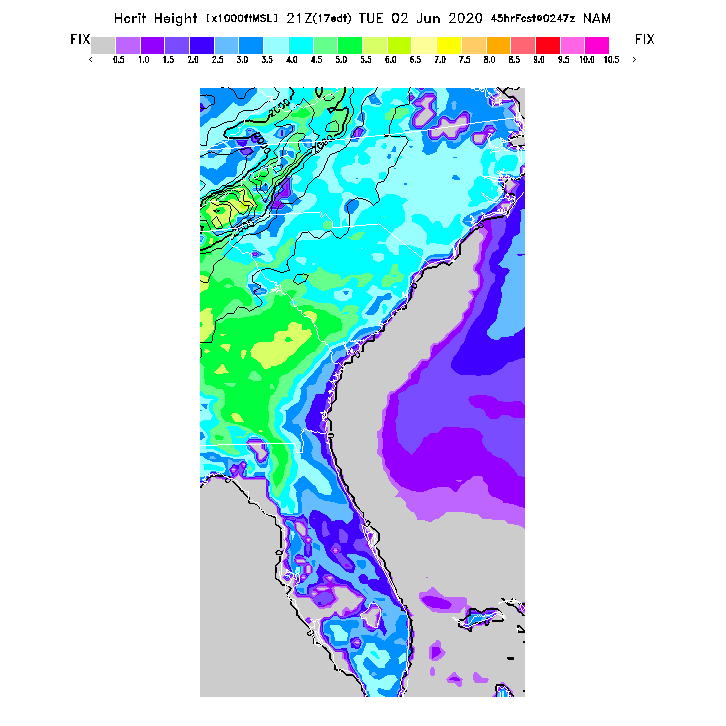 Hcrit Height [x1000ftMSL] 21Z(17edt) TUE 02 Jun 2020 45hrFcst@0247z NAM
FIX FIX
< 0.5 1.0 1.5 2.0 2.5 3.0 3.5 4.0 4.5 5.0 5.5 6.0 6.5 7.0 7.5 8.0 8.5 9.0 9.5 10.0 10.5 >
2000
2000